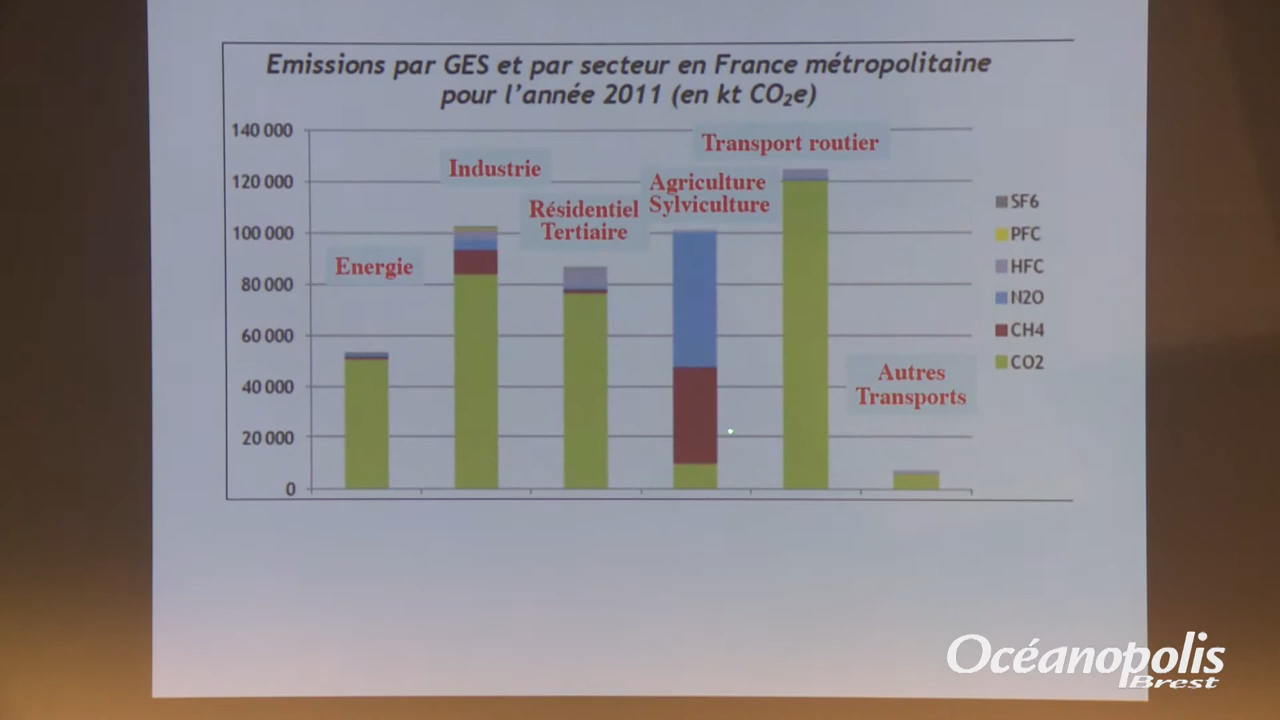 Emissions par GES et par secteur en France métropolitaine
pour l'année 2011 (en kt CO₂e)
140 000
120 000
100 000
80 000
60 000
40 000
20 000
0
Energie
Industrie
Résidentiel
Tertiaire
Agriculture
Sylviculture
Transport routier
Autres
Transports
SF6
PFC
HFC
N2O
CH4
CO2
Océanopolis
Brest